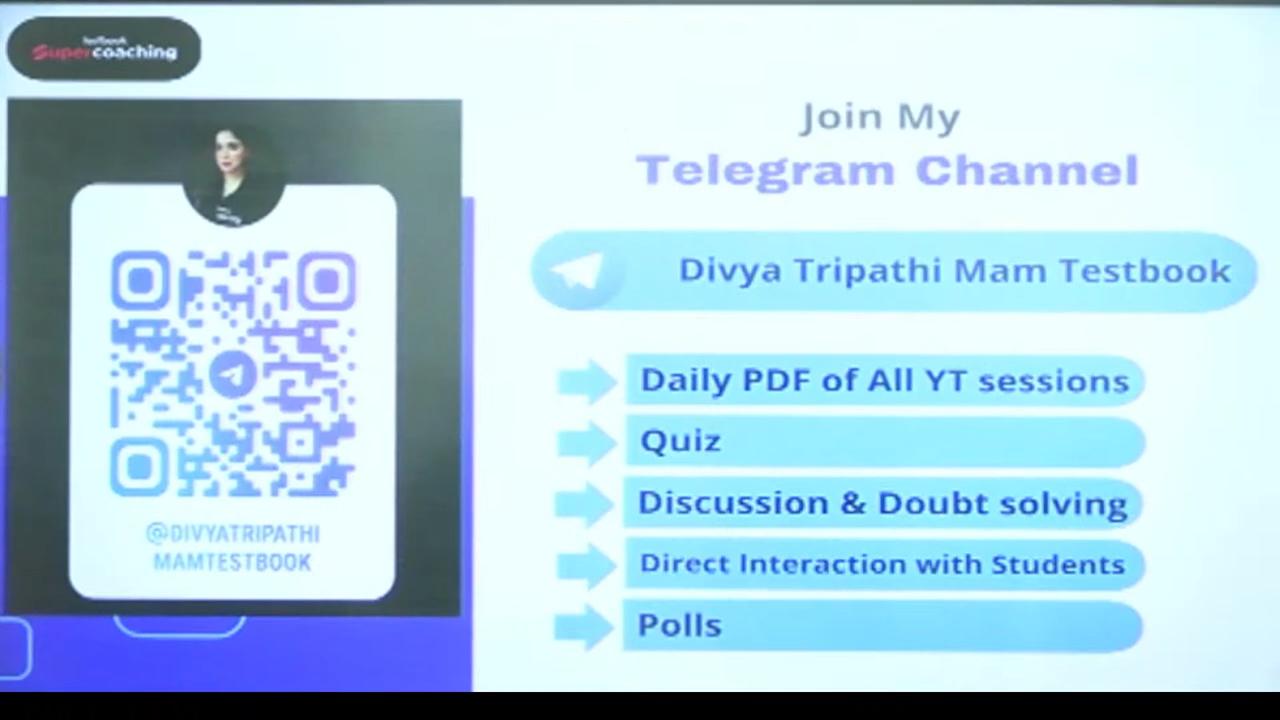 testbook
Supercoaching
Join My
Telegram Channel
Divya Tripathi Mam Testbook
Daily PDF of All YT sessions
Quiz
Discussion & Doubt solving
Direct Interaction with Students
Polls
@DIVYATRIPATHI
MAMTESTBOOK